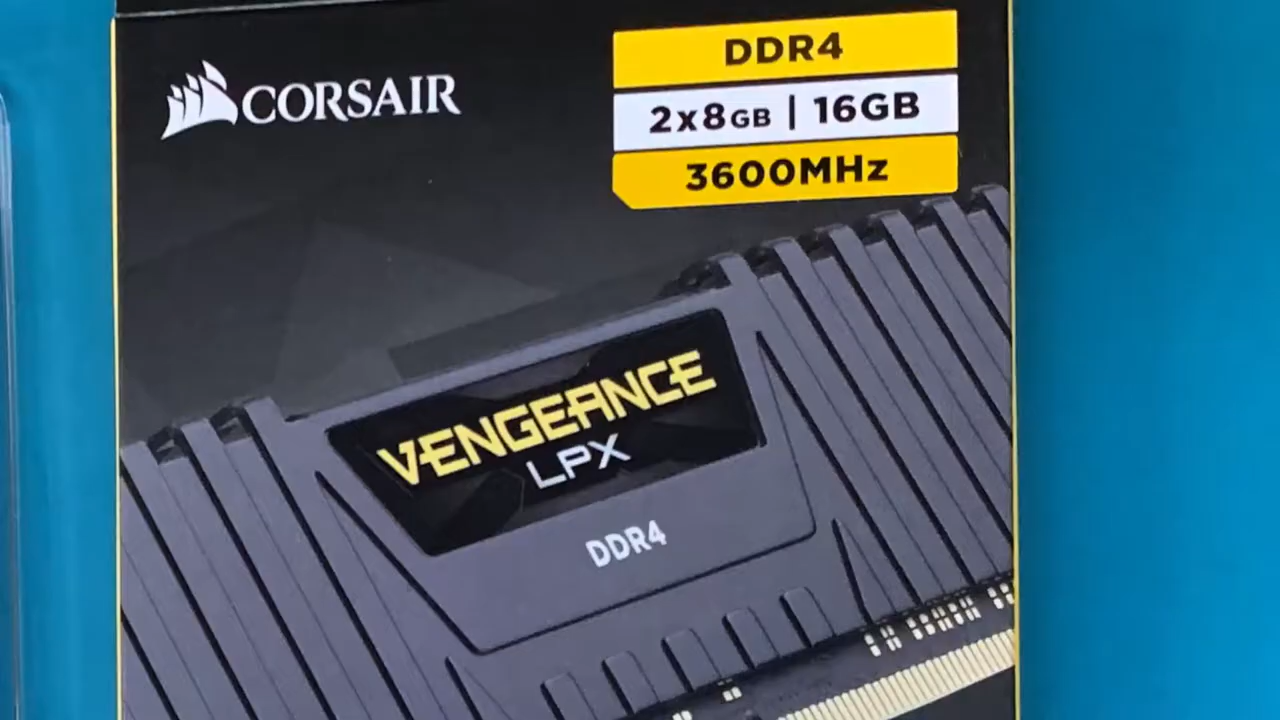 CORSAIR
DDR4
2x8GB | 16GB
3600MHz
VENGEANCE
LPX
DDR4